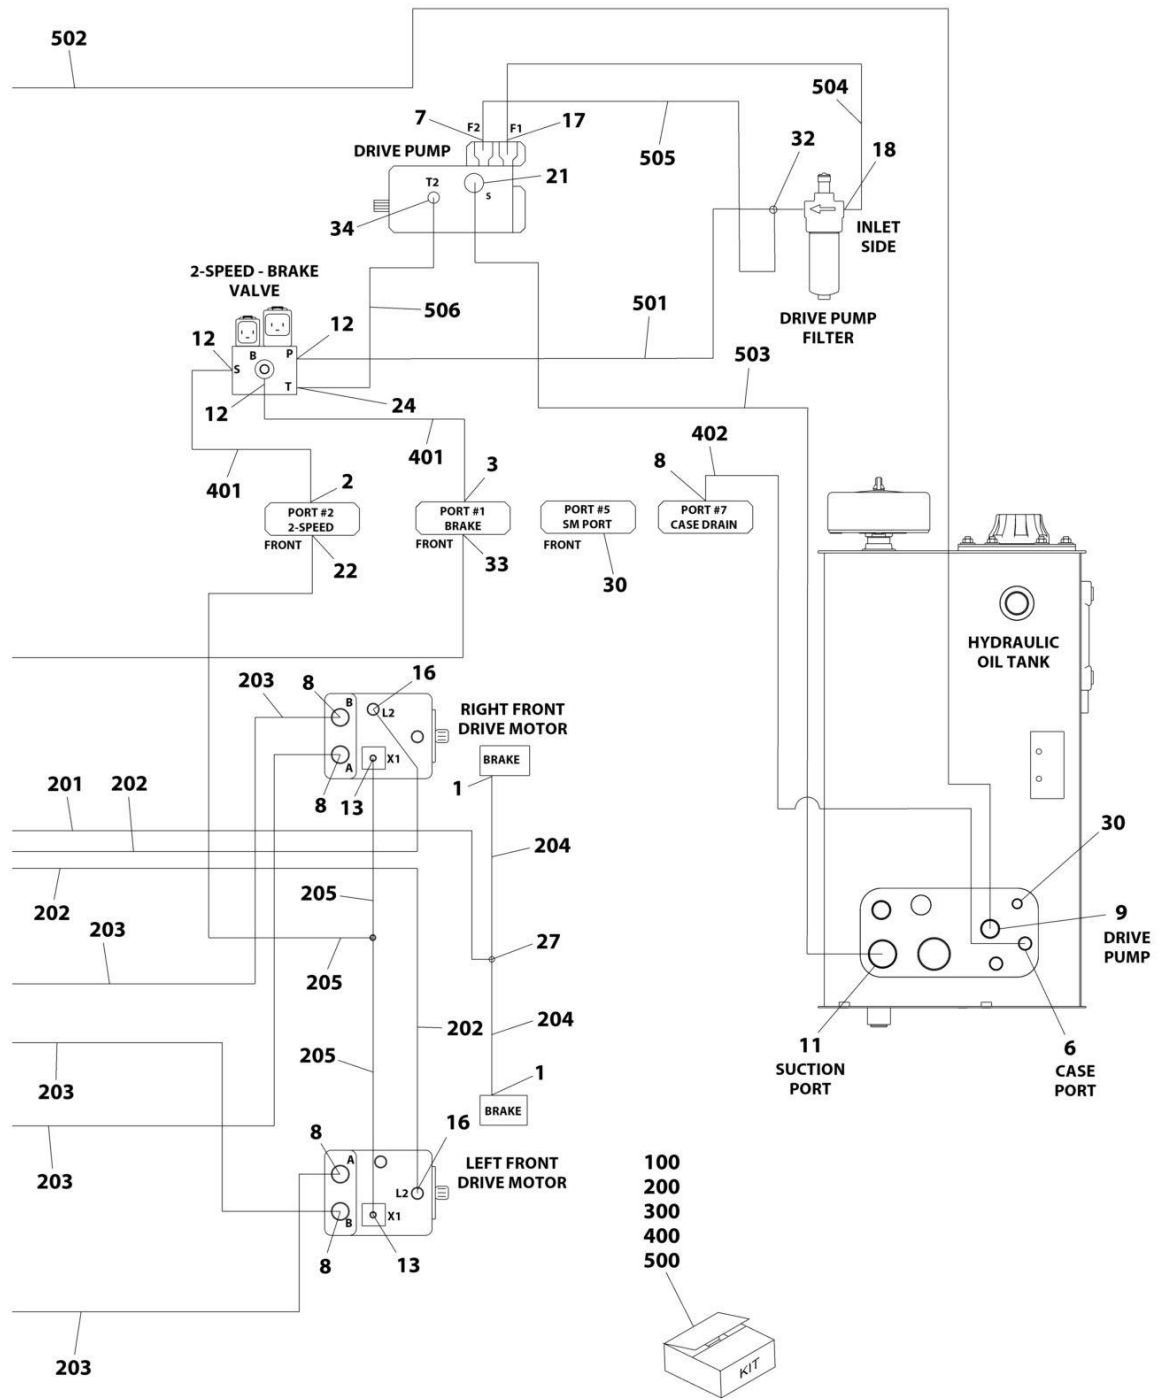 502
504
7
F2
F1
17
505
32
18
DRIVE PUMP
T2
21
S
34
INLET
SIDE
2-SPEED - BRAKE
VALVE
506
501
DRIVE PUMP
FILTER
12
12
503
B
P
S
T
12
24
401
402
401
2
3
8
PORT #2
2-SPEED
PORT #1
BRAKE
PORT #5
SM PORT
PORT #7
CASE DRAIN
FRONT
FRONT
FRONT
22
33
30
HYDRAULIC
OIL TANK
203
8
16
B
L2
RIGHT FRONT
DRIVE MOTOR
A
X1
BRAKE
201
202
8
13
1
30
204
205
202
203
9
DRIVE
PUMP
27
205
202
204
205
11
SUCTION
PORT
6
CASE
PORT
203
1
BRAKE
8
16
A
203
L2
LEFT FRONT
DRIVE MOTOR
B
X1
8
13
100
200
300
400
500
203
KIT